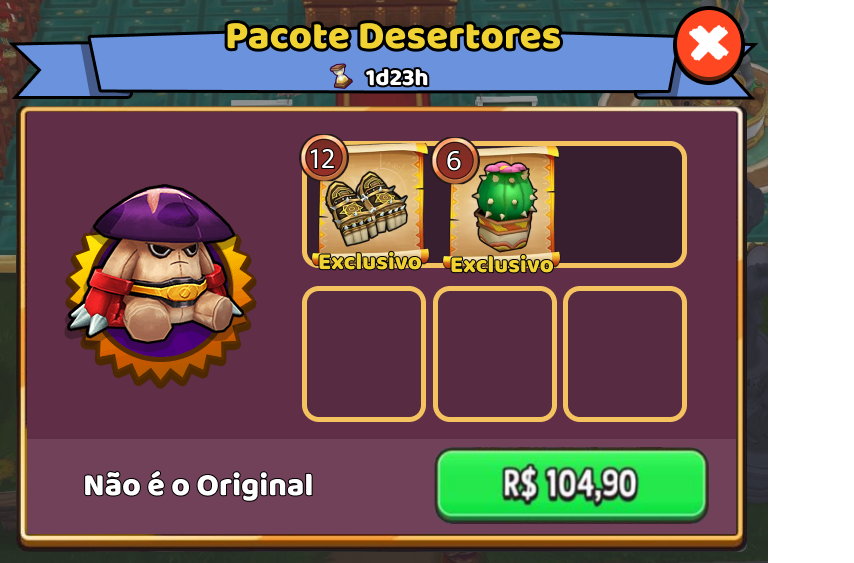 Pacote Desertores
1d23h
12
6
Exclusivo
Exclusivo
Não é o Original
R$ 104,90